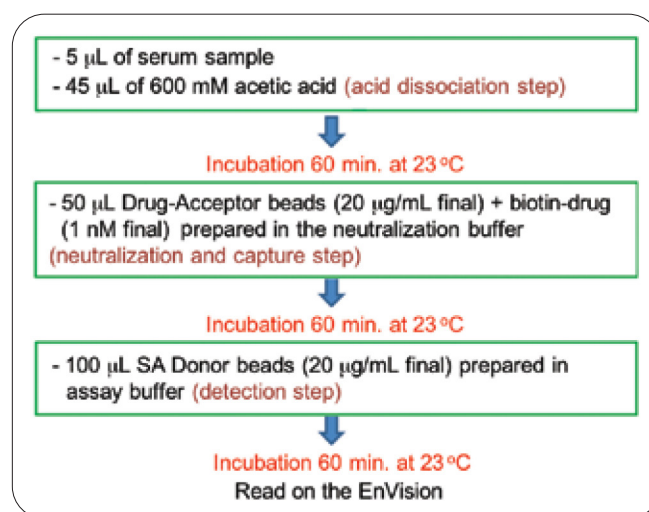 - 5 µL of serum sample
- 45 µL of 600 mM acetic acid (acid dissociation step)
Incubation 60 min. at 23 ºC
- 50 µL Drug-Acceptor beads (20 µg/mL final) + biotin-drug
(1 nM final) prepared in the neutralization buffer
(neutralization and capture step)
Incubation 60 min. at 23 ºC
- 100 µL SA Donor beads (20 µg/mL final) prepared in
assay buffer (detection step)
Incubation 60 min. at 23 ºC
Read on the EnVision